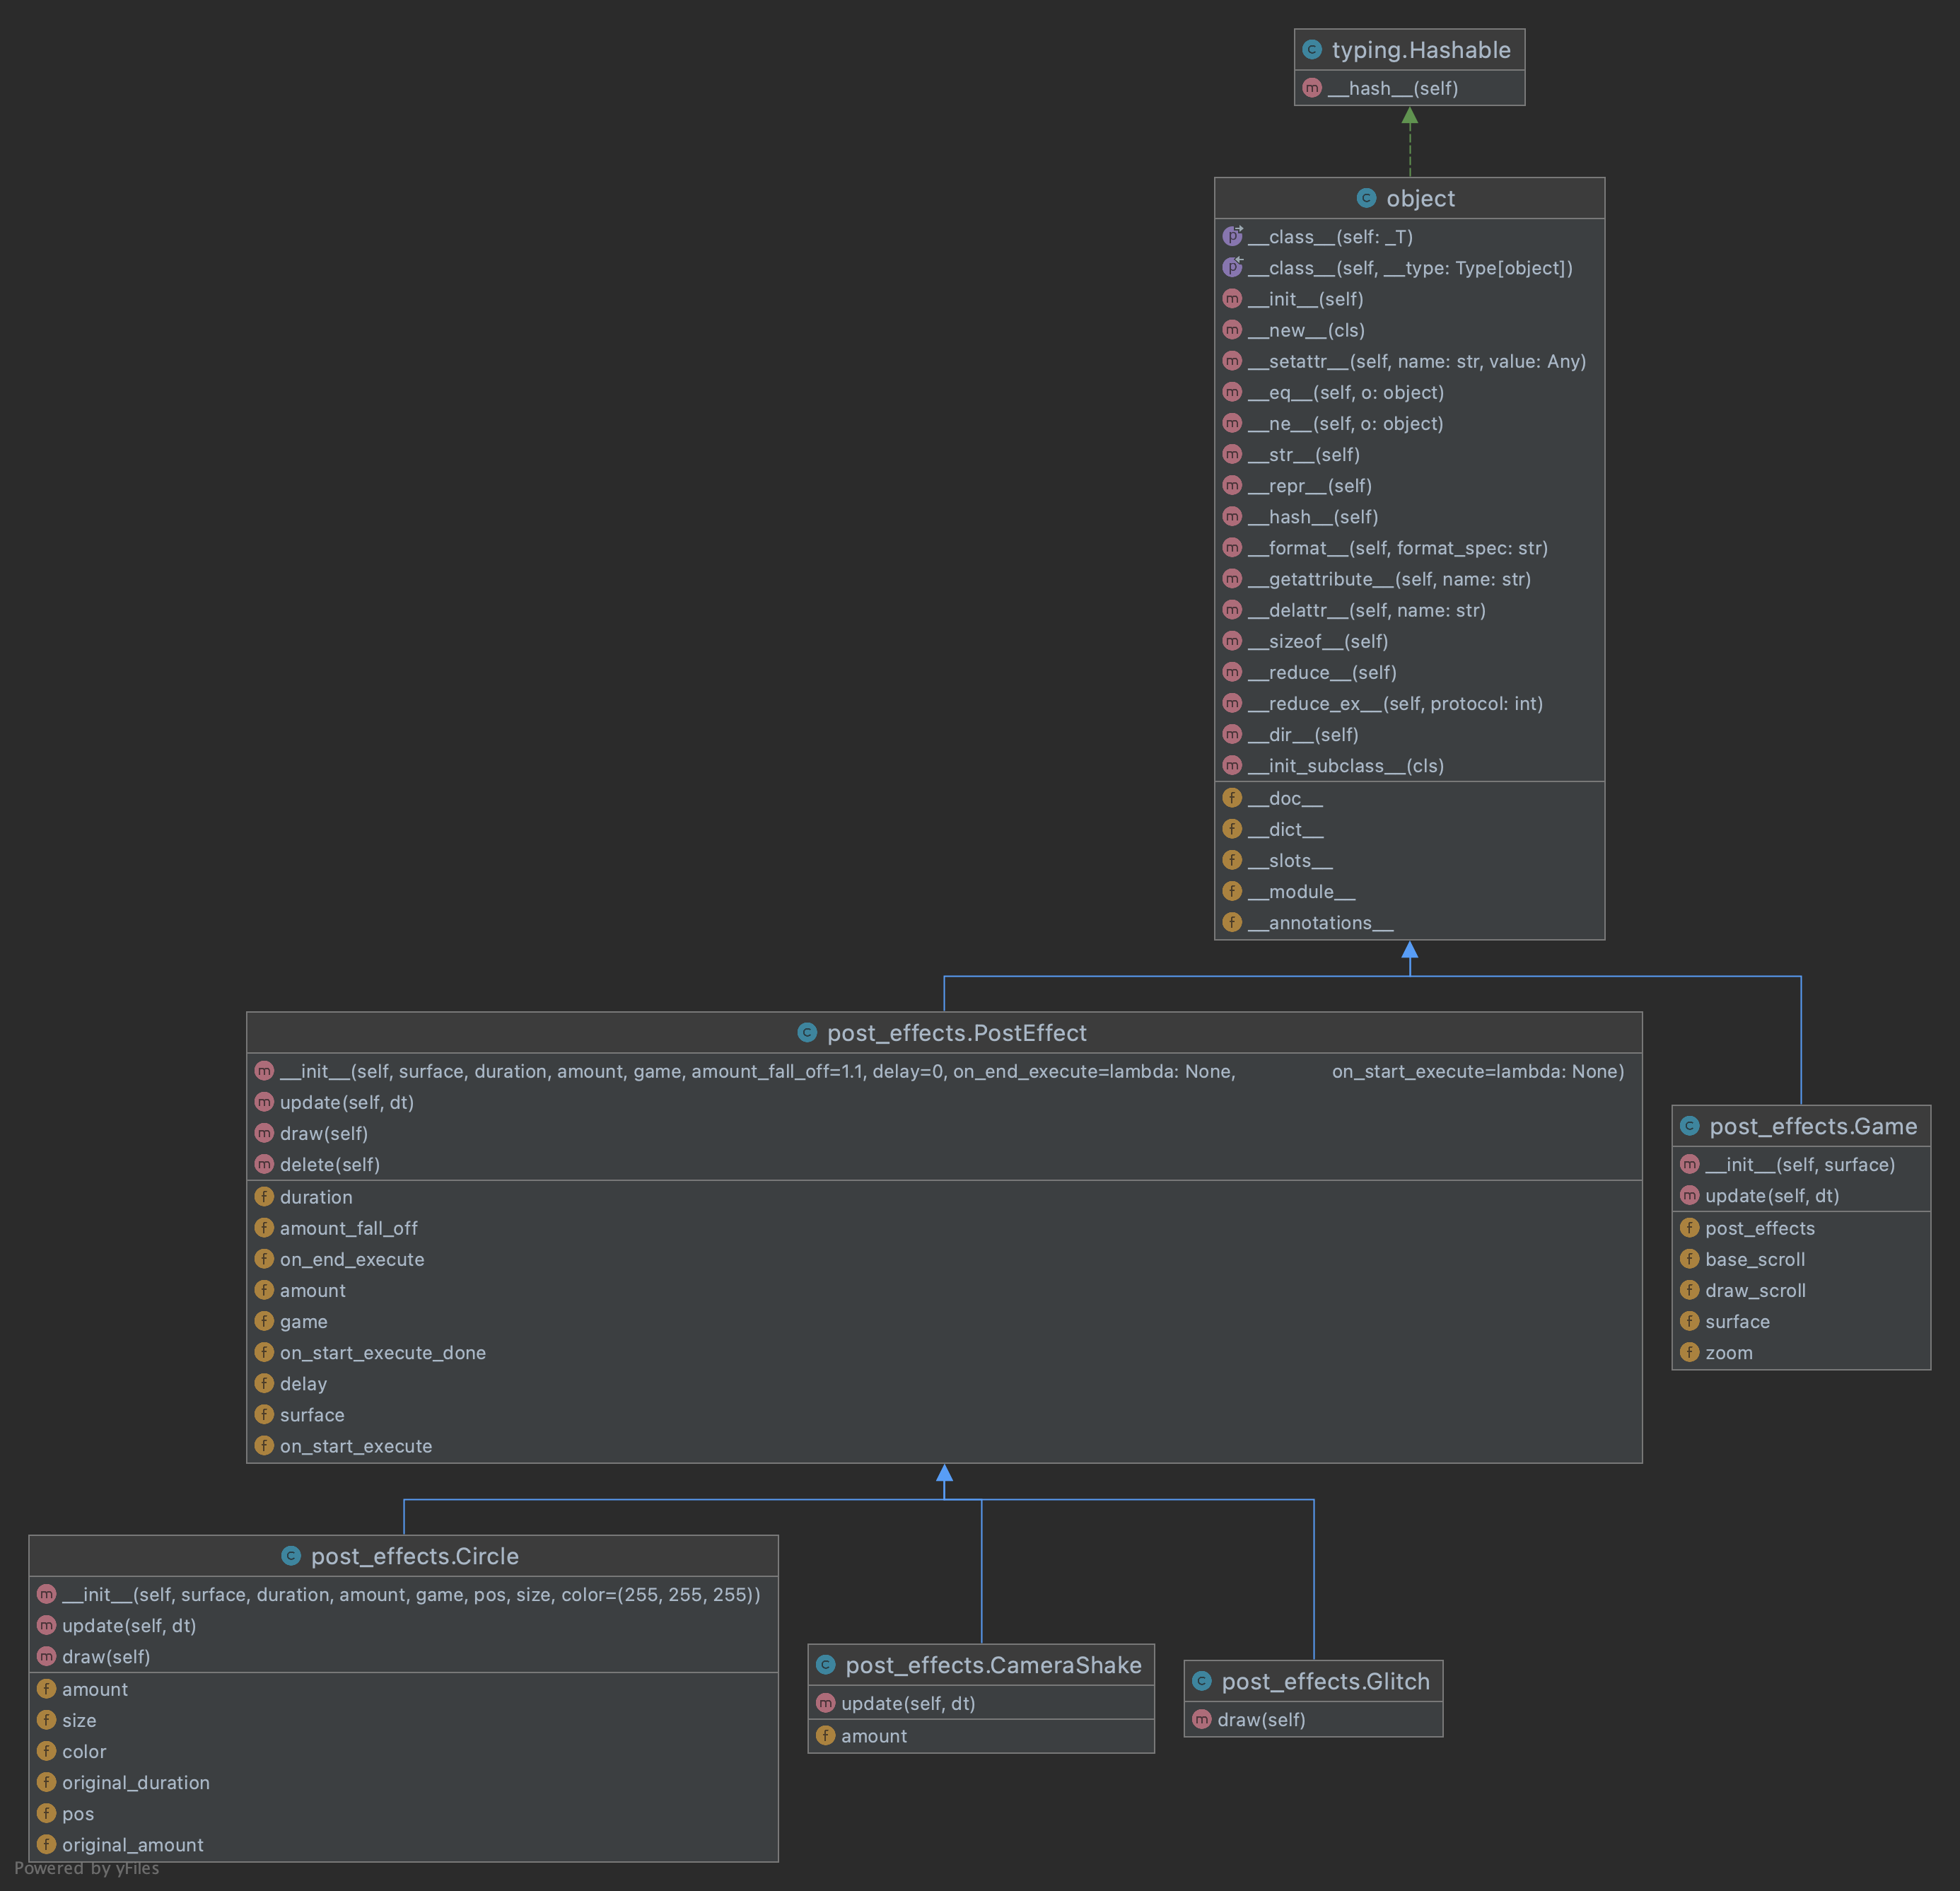 typing.Hashable
__hash__(self)
object
__class__(self: _T)
__class__(self, __type: Type[object])
__init__(self)
__new__(cls)
__setattr__(self, name: str, value: Any)
__eq__(self, o: object)
__ne__(self, o: object)
__str__(self)
__repr__(self)
__hash__(self)
__format__(self, format_spec: str)
__getattribute__(self, name: str)
__delattr__(self, name: str)
__sizeof__(self)
__reduce__(self)
__reduce_ex__(self, protocol: int)
__dir__(self)
__init_subclass__(cls)
__doc__
__dict__
__slots__
__module__
__annotations__
post_effects.PostEffect
__init__(self, surface, duration, amount, game, amount_fall_off=1.1, delay=0, on_end_execute=lambda: None, on_start_execute=lambda: None)
update(self, dt)
draw(self)
delete(self)
duration
amount_fall_off
on_end_execute
amount
game
on_start_execute_done
delay
surface
on_start_execute
post_effects.Game
__init__(self, surface)
update(self, dt)
post_effects
base_scroll
draw_scroll
surface
zoom
post_effects.Circle
__init__(self, surface, duration, amount, game, pos, size, color=(255, 255, 255))
update(self, dt)
draw(self)
amount
size
color
original_duration
pos
original_amount
post_effects.CameraShake
update(self, dt)
amount
post_effects.Glitch
draw(self)
Powered by yFiles